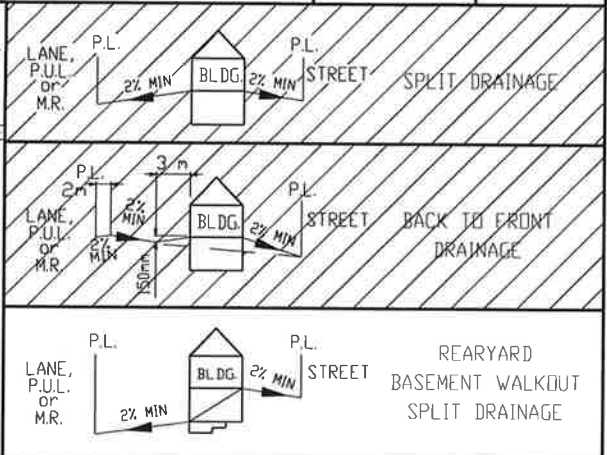 P.L.
P.L.
LANE,
P.U.L.
or
M.R.
2% MIN
BLDG.
2% MIN
STREET
SPLIT DRAINAGE
P.L.
3 m
2m
P.L.
LANE,
P.U.L.
or
M.R.
2%
MIN
2%
MIN
150mm
BLDG.
2% MIN
STREET
BACK TO FRONT
DRAINAGE
P.L.
P.L.
LANE,
P.U.L.
or
M.R.
2% MIN
BLDG.
2% MIN
STREET
REARYARD
BASEMENT WALKOUT
SPLIT DRAINAGE